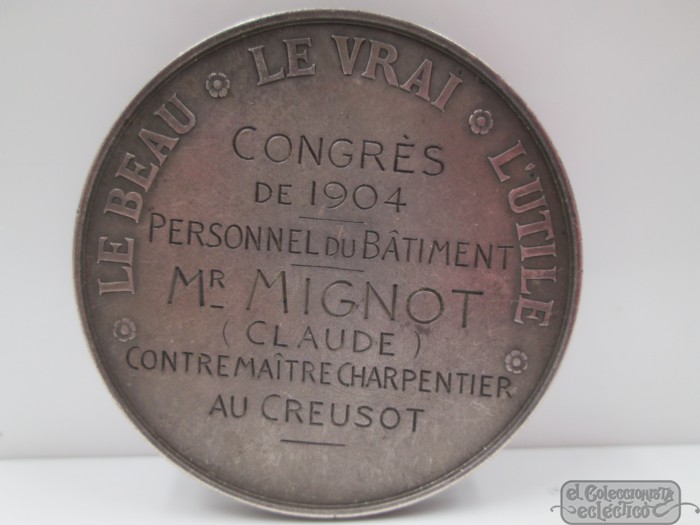 LE BEAU LE VRAI L'UTILE
CONGRÈS
DE 1904
PERSONNEL DU BÂTIMENT
MR MIGNOT
(CLAUDE)
CONTREMAÎTRE CHARPENTIER
AU CREUSOT
el Coleccionista
ecléctico